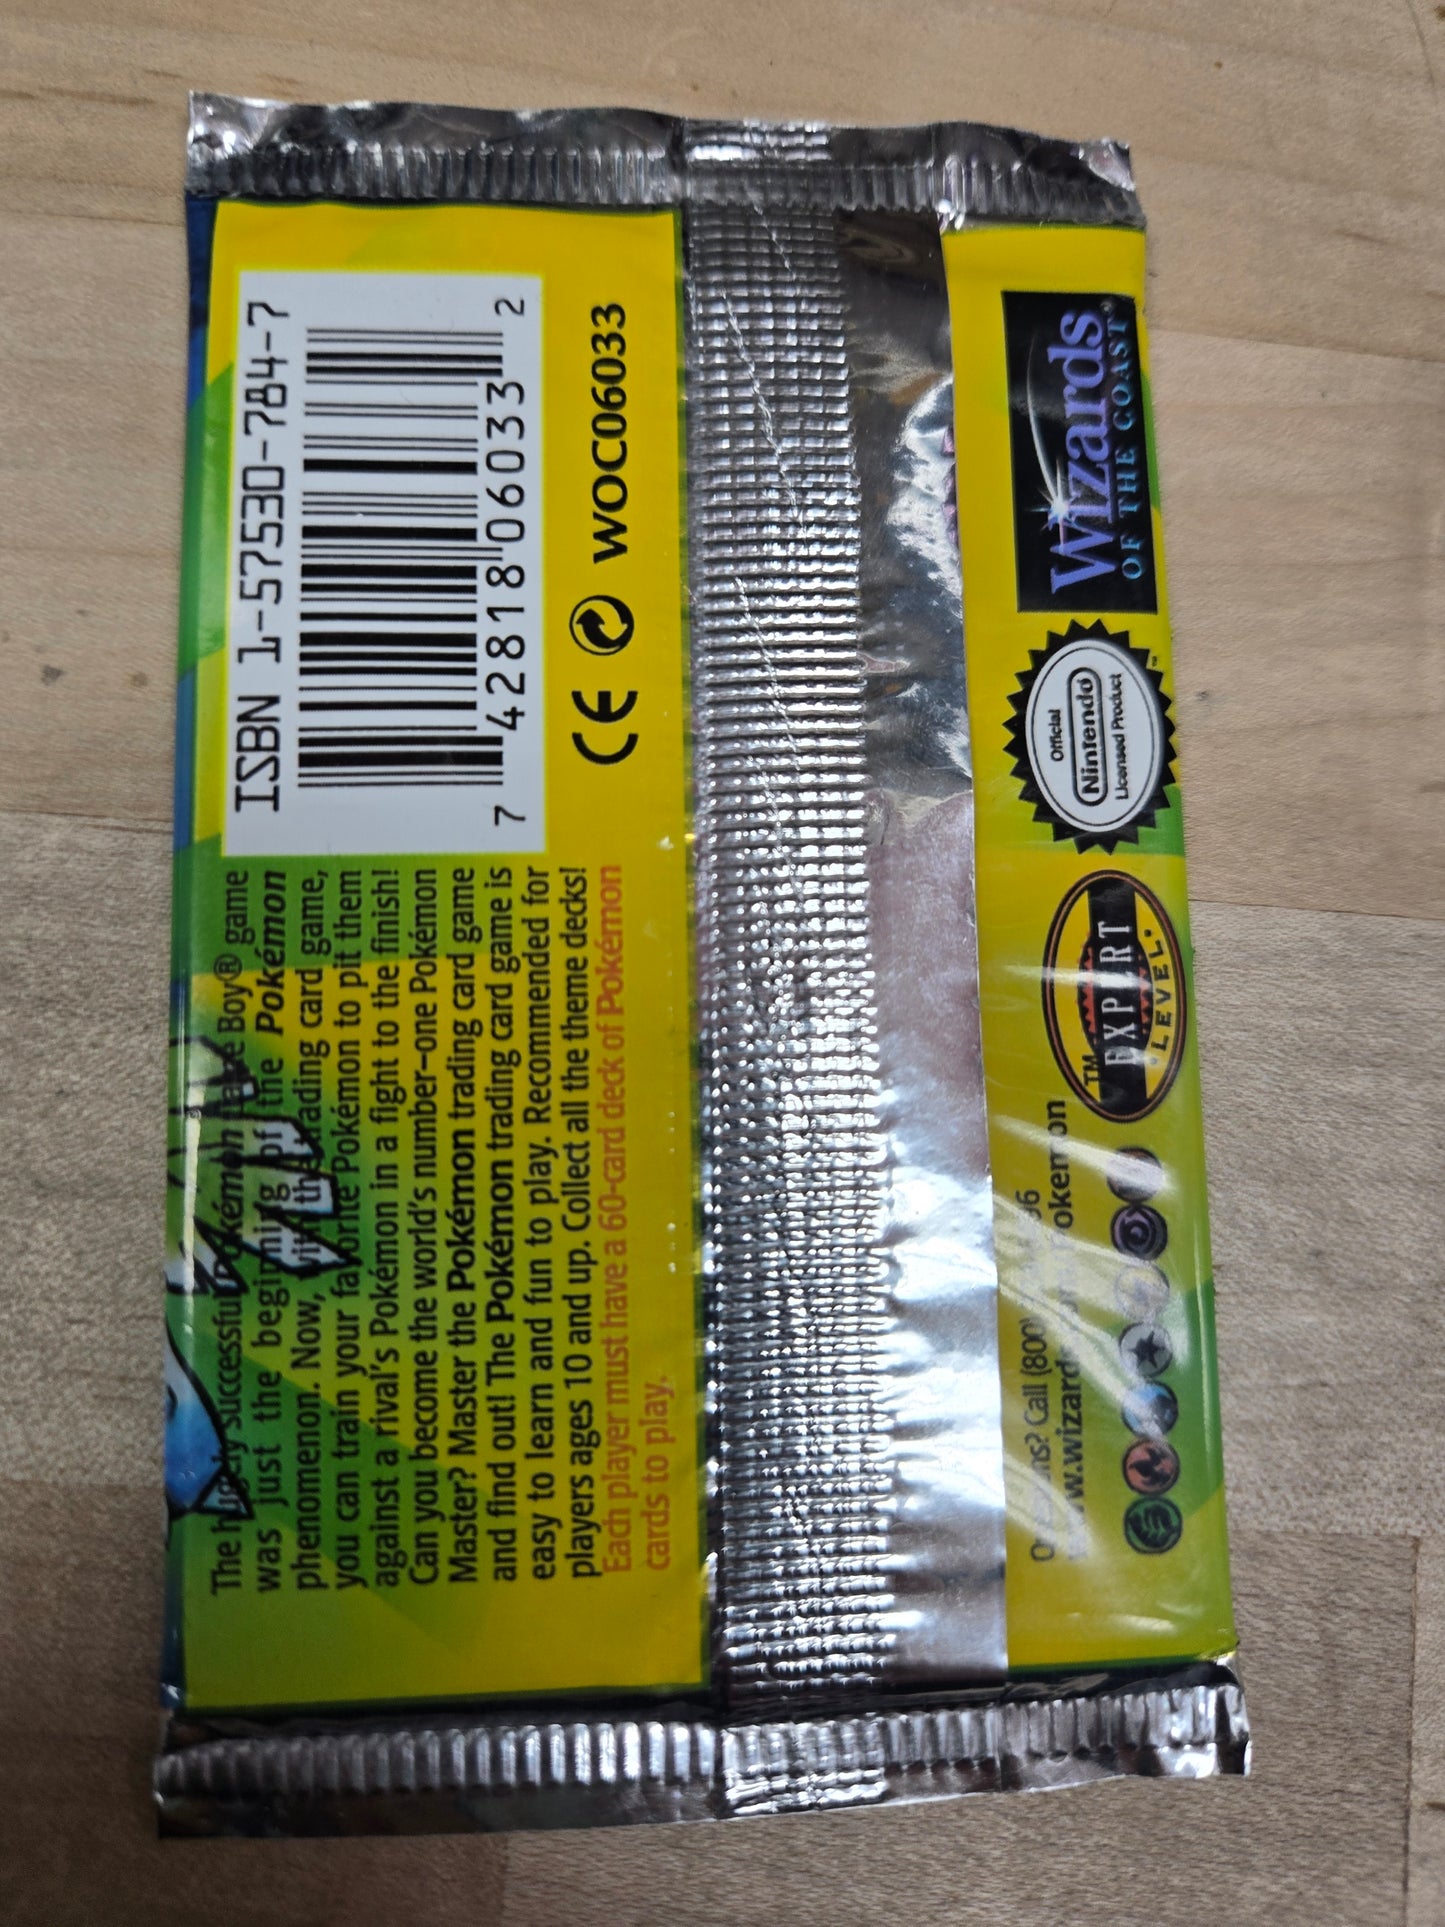 The hugely successful Pokémon Game Boy® game
was just the beginning of the Pokémon
phenomenon. Now, with the trading card game,
you can train your favorite Pokémon to pit them
against a rival's Pokémon in a fight to the finish!
Can you become the world's number–one Pokémon
Master? Master the Pokémon trading card game
and find out! The Pokémon trading card game is
easy to learn and fun to play. Recommended for
players ages 10 and up. Collect all the theme decks!
Each player must have a 60-card deck of Pokémon
cards to play.
ISBN 1-57530-784-7
7 42818 06033 2
CE WOC06033
Call (800)
TM
EXPERT
LEVEL
Official
Nintendo
Licensed Product
TM
Wizards
OF THE COAST®